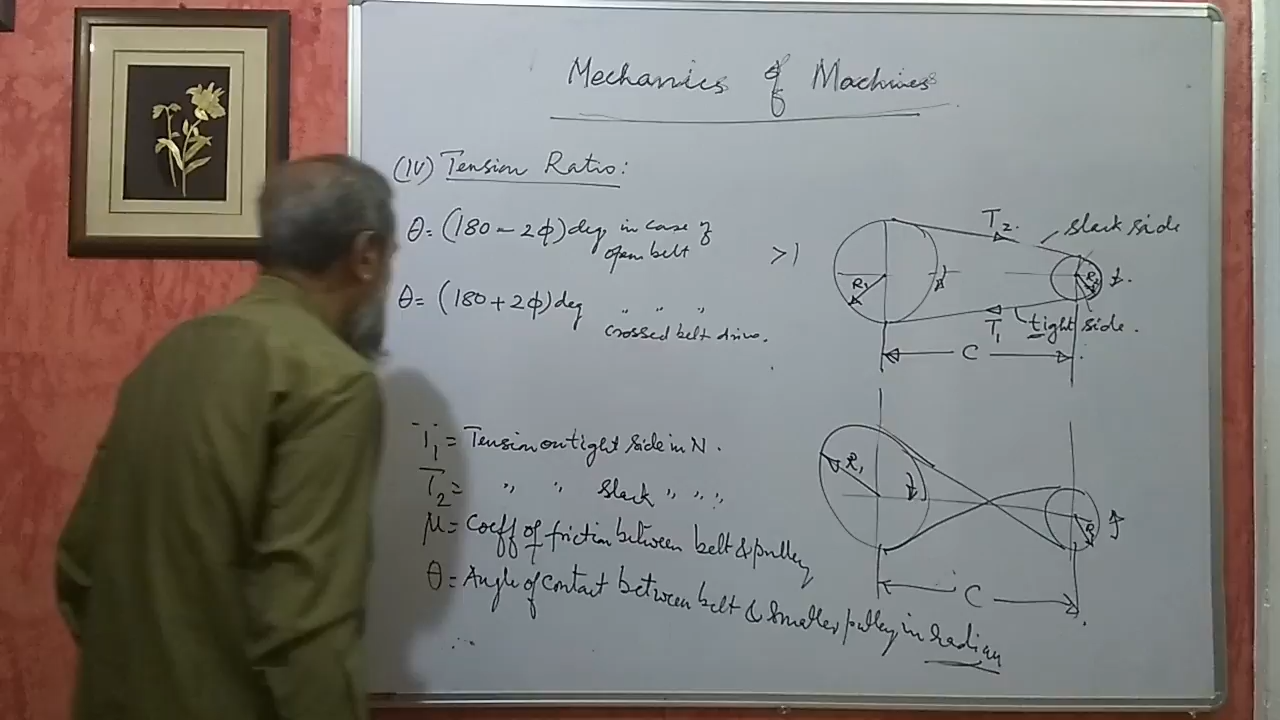 Mechanics of Machines
(IV) Tension Ratio:
θ = (180 - 2φ)deg in case of
open belt
>1
θ = (180 + 2φ)deg " " "
crossed belt drive.
T₁ = Tension on tight side in N.
T₂ = " " Slack " " "
μ = Coeff of friction between belt & pulley
θ = Angle of contact between belt & smaller pulley in radian
T₂
slack side
R₁
R₂
T₁
tight side.
C
R₁
R
C